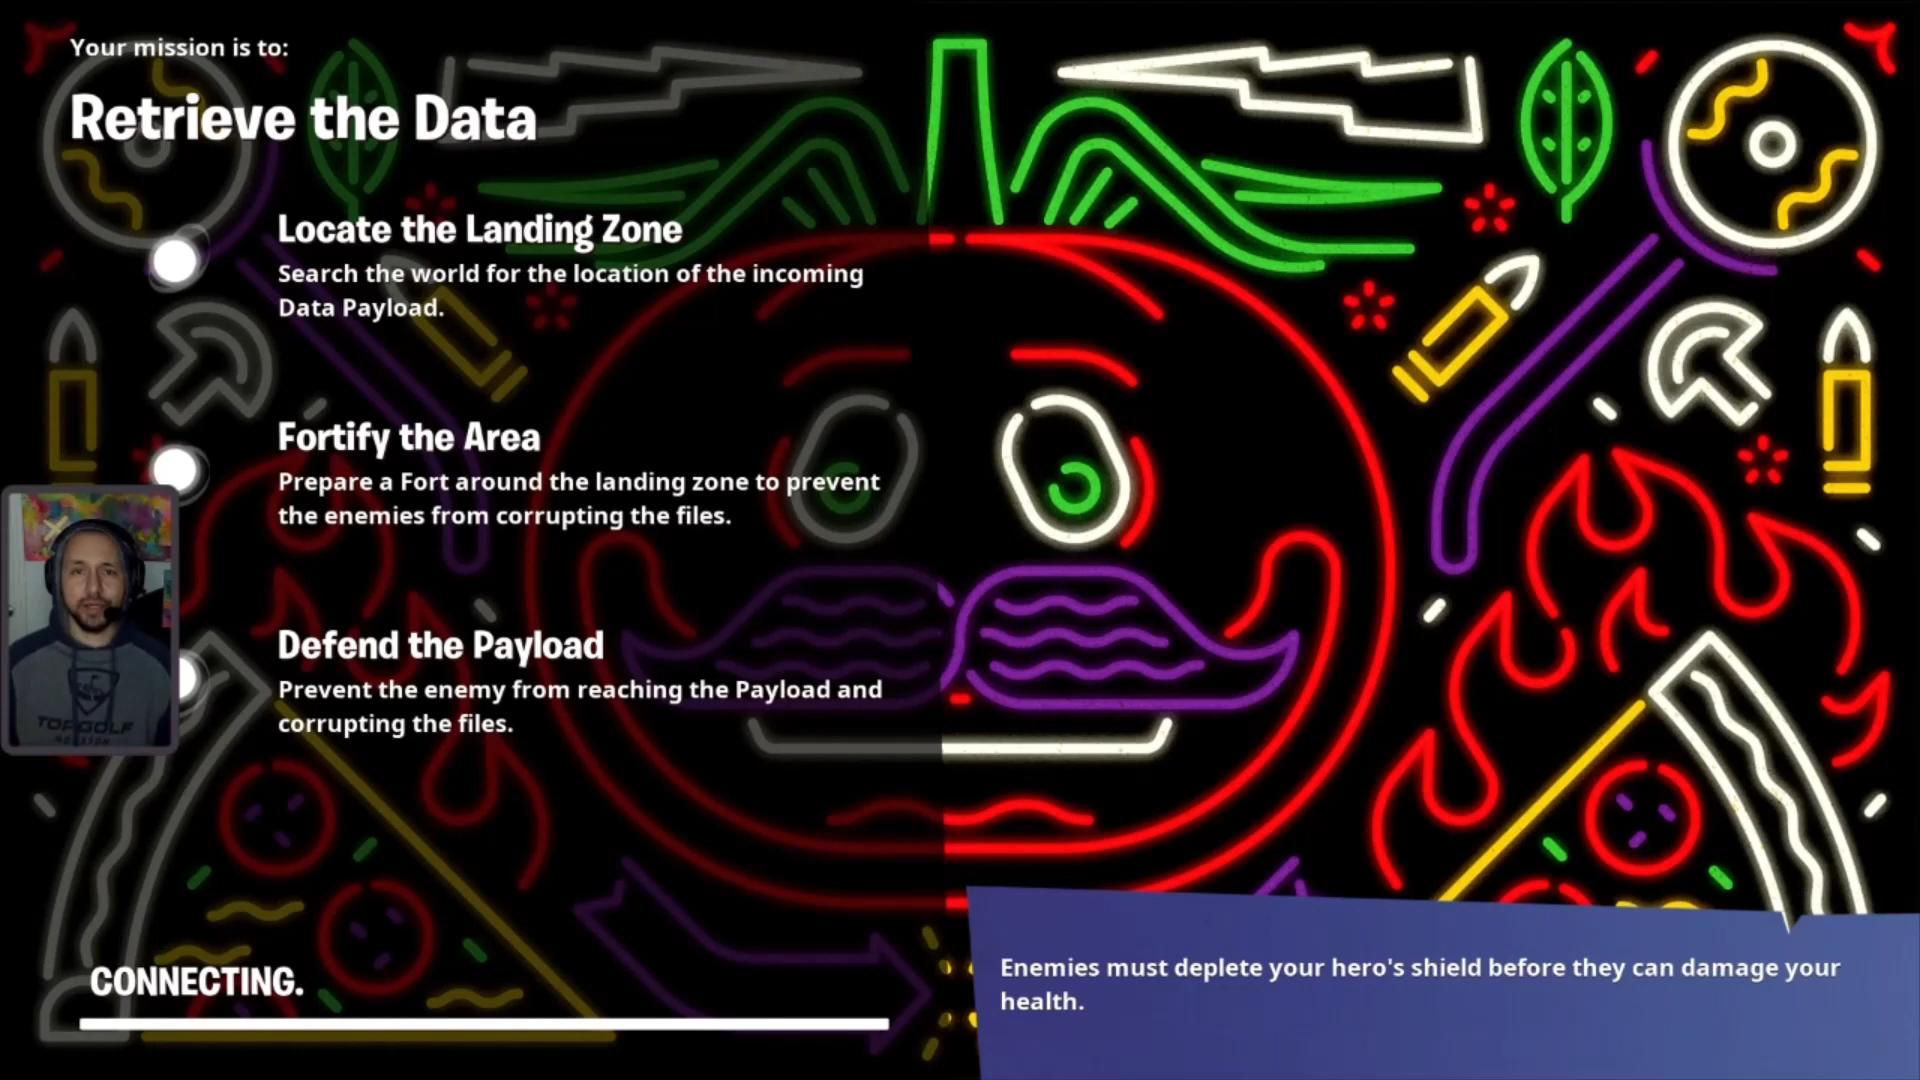 Your mission is to:
Retrieve the Data
Locate the Landing Zone
Search the world for the location of the incoming
Data Payload.
Fortify the Area
Prepare a Fort around the landing zone to prevent
the enemies from corrupting the files.
Defend the Payload
Prevent the enemy from reaching the Payload and
corrupting the files.
TOPGOLF
CONNECTING.
Enemies must deplete your hero's shield before they can damage your
health.